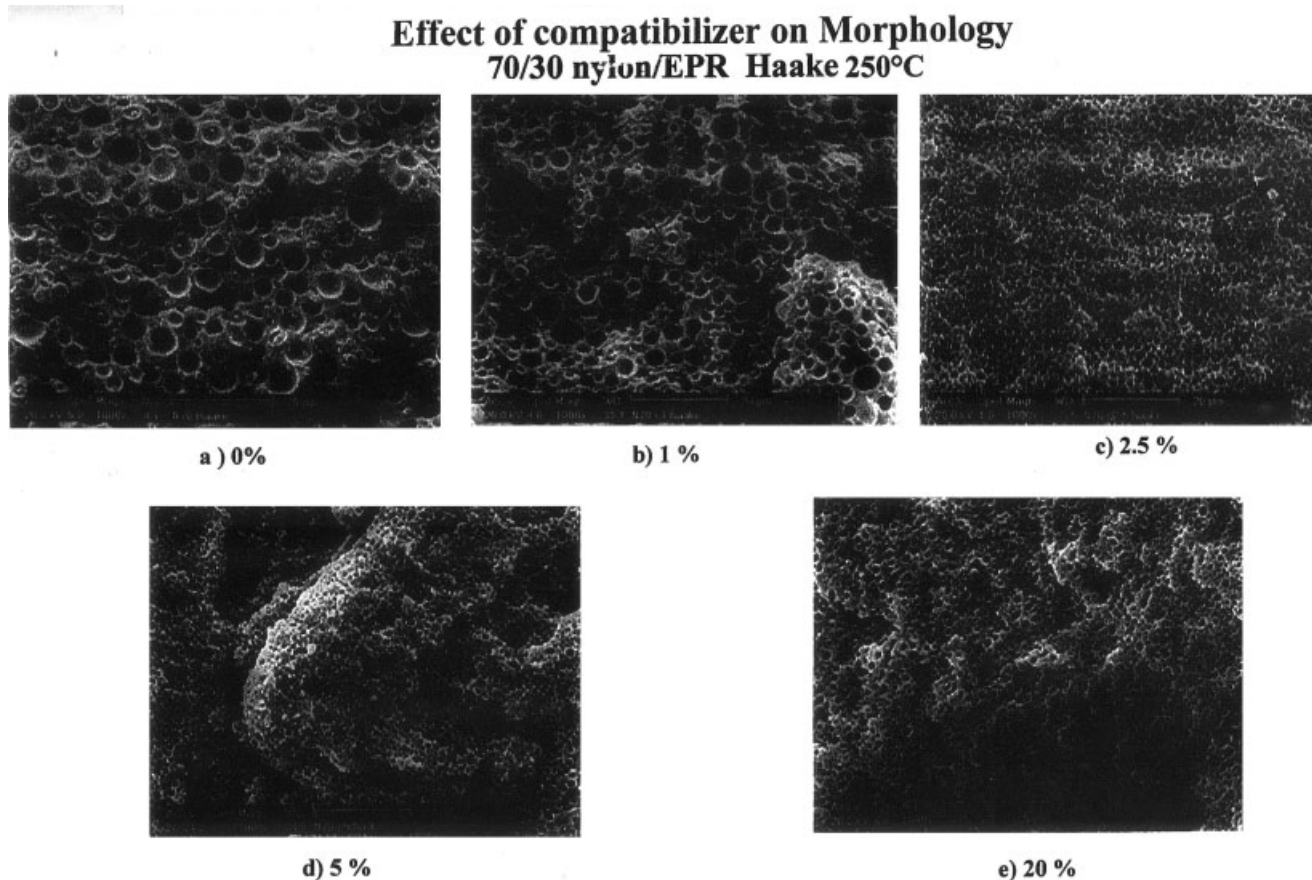 Effect of compatibilizer on Morphology
70/30 nylon/EPR Haake 250°C
a ) 0%
b) 1 %
c) 2.5 %
d) 5 %
e) 20 %